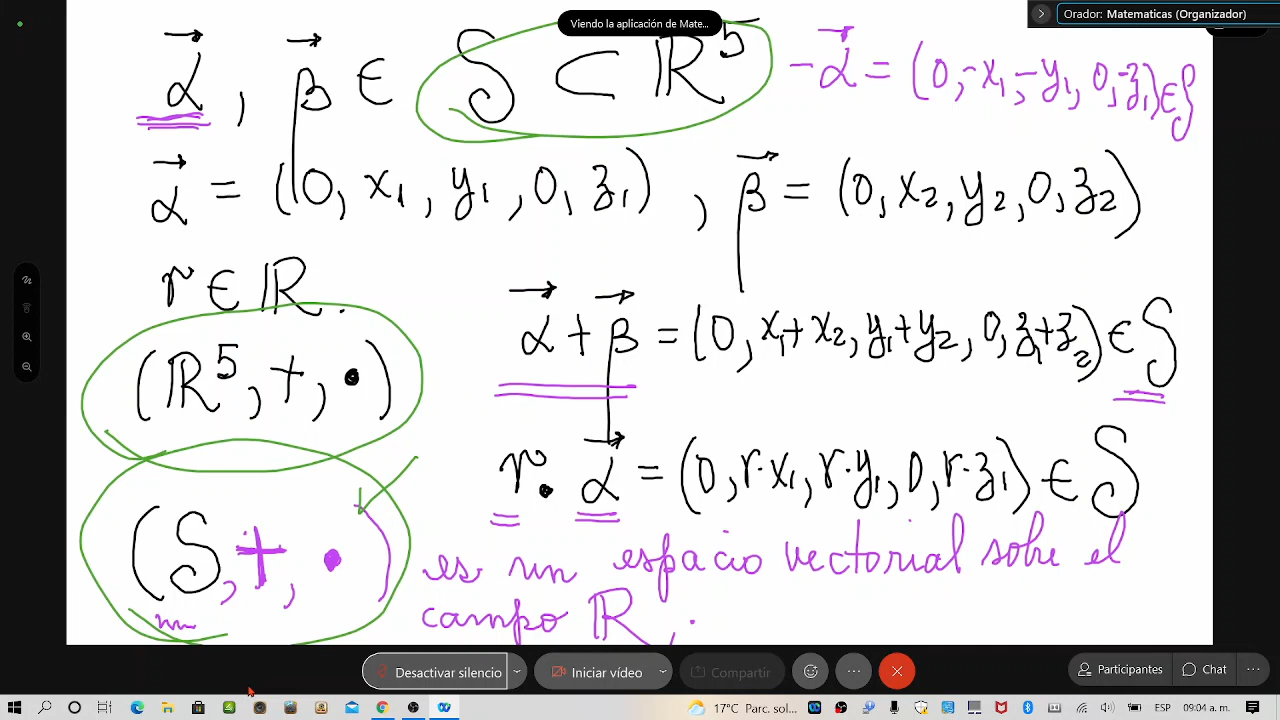 Viendo la aplicación de Mate...
Orador: Matematicas (Organizador)
α⃗, β⃗ ∈ S ⊂ ℝ⁵
-α⃗ = (0, -x₁, -y₁, 0, -z₁) ∈ S
α⃗ = (0, x₁, y₁, 0, z₁), β⃗ = (0, x₂, y₂, 0, z₂)
r ∈ ℝ.
α⃗ + β⃗ = (0, x₁+x₂, y₁+y₂, 0, z₁+z₂) ∈ S
(ℝ⁵, +, •)
r • α⃗ = (0, r·x₁, r·y₁, 0, r·z₁) ∈ S
(S, +, •) es un espacio vectorial sobre el
campo ℝ.
Desactivar silencio
Iniciar vídeo
Compartir
Participantes
Chat
17°C Parc. sol...
ESP
09:04 a. m.